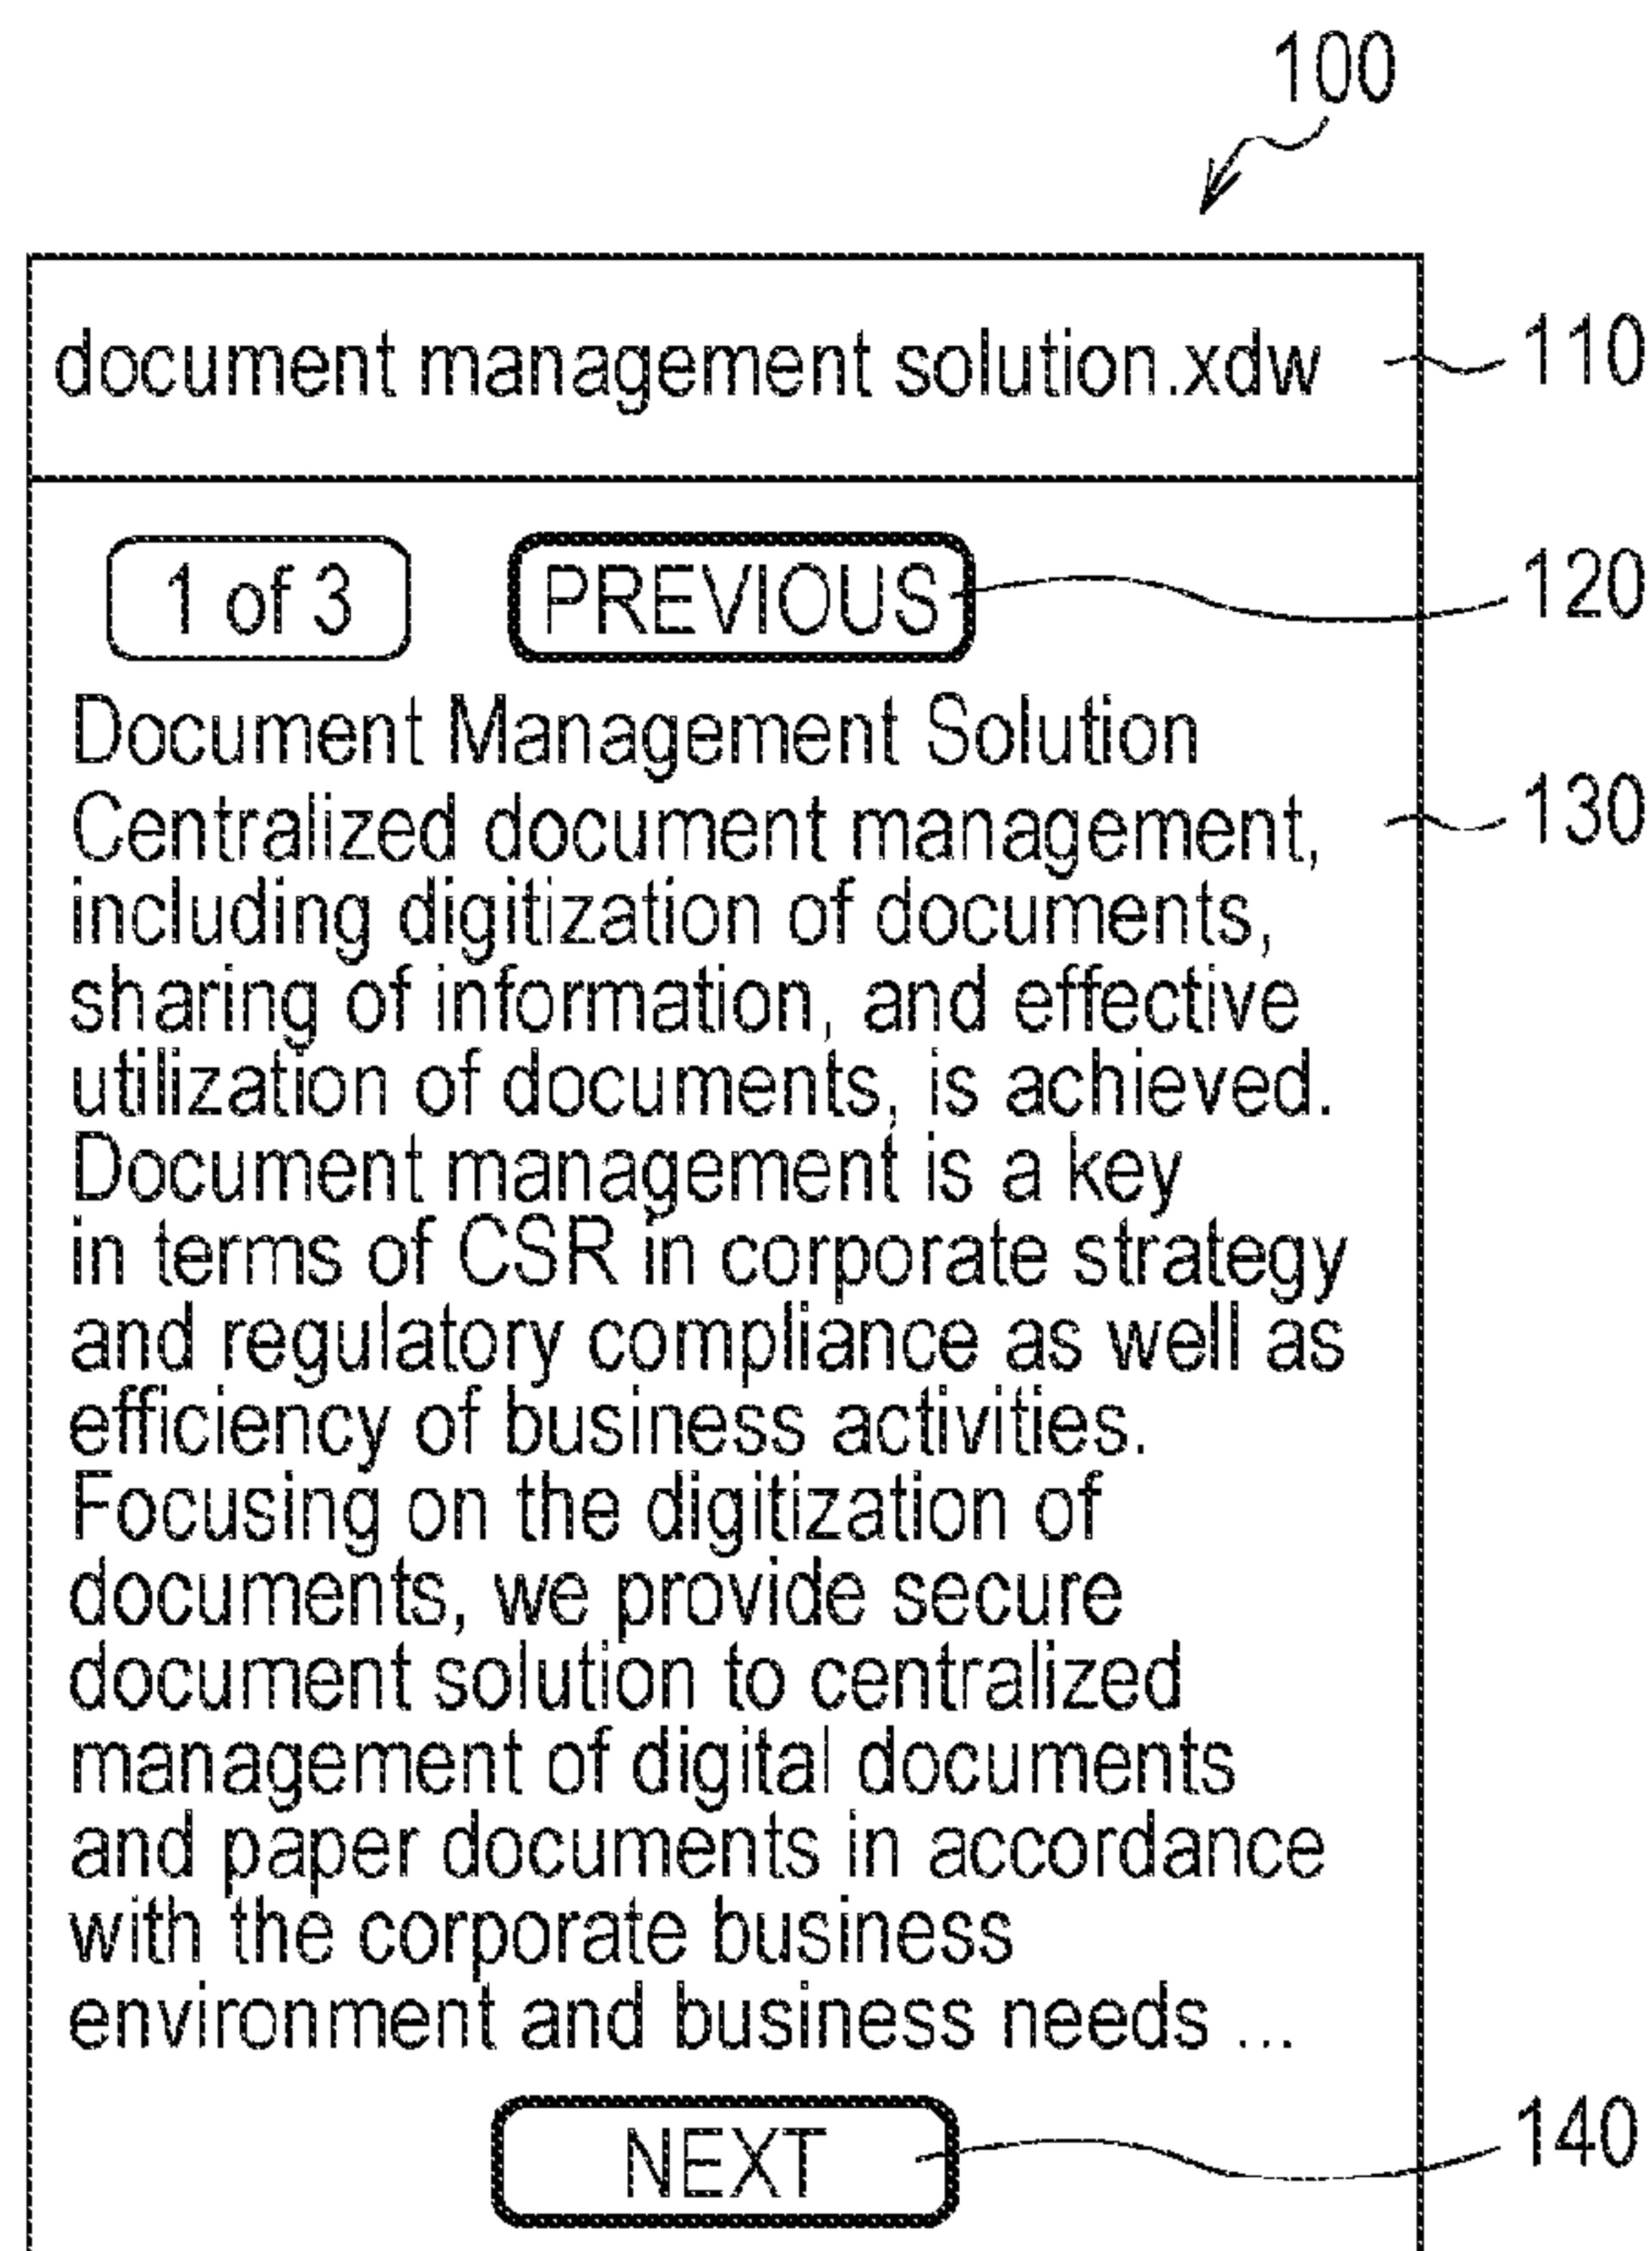 100
document management solution.xdw 110
1 of 3 PREVIOUS 120
Document Management Solution
Centralized document management, 130
including digitization of documents,
sharing of information, and effective
utilization of documents, is achieved.
Document management is a key
in terms of CSR in corporate strategy
and regulatory compliance as well as
efficiency of business activities.
Focusing on the digitization of
documents, we provide secure
document solution to centralized
management of digital documents
and paper documents in accordance
with the corporate business
environment and business needs ...
NEXT 140